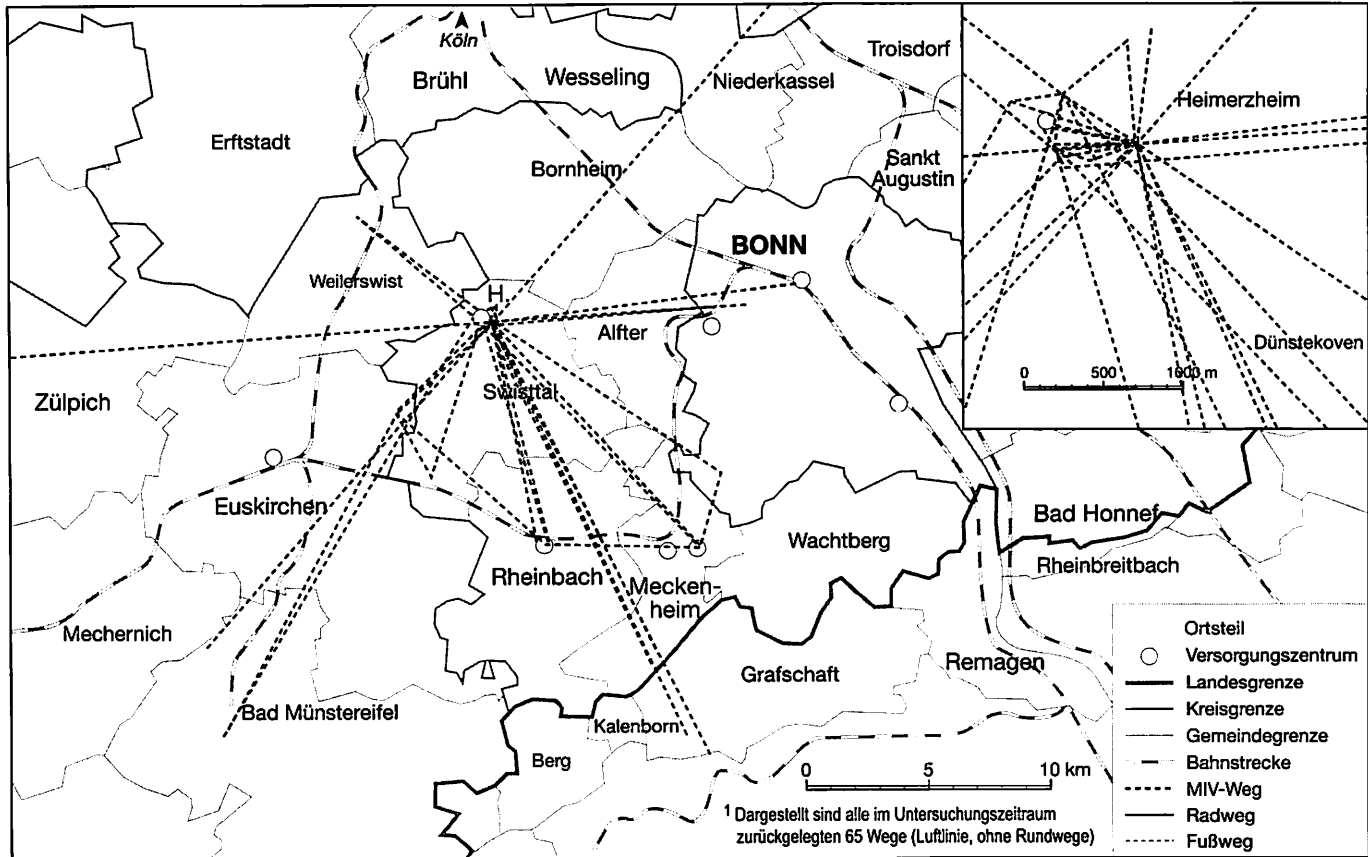 Köln
Brühl
Wesseling
Niederkassel
Troisdorf
Erftstadt
Bornheim
Sankt
Augustin
BONN
Weilerswist
H
Alfter
Swisttal
Zülpich
Euskirchen
Rheinbach
Mecken-
heim
Wachtberg
Bad Honnef
Rheinbreitbach
Mechernich
Bad Münstereifel
Grafschaft
Remagen
Kalenborn
Berg
0 5 10 km
1 Dargestellt sind alle im Untersuchungszeitraum
zurückgelegten 65 Wege (Luftlinie, ohne Rundwege)
Heimerzheim
Dünstekoven
0 500 1000 m
Ortsteil
Versorgungszentrum
Landesgrenze
Kreisgrenze
Gemeindegrenze
Bahnstrecke
MIV-Weg
Radweg
Fußweg